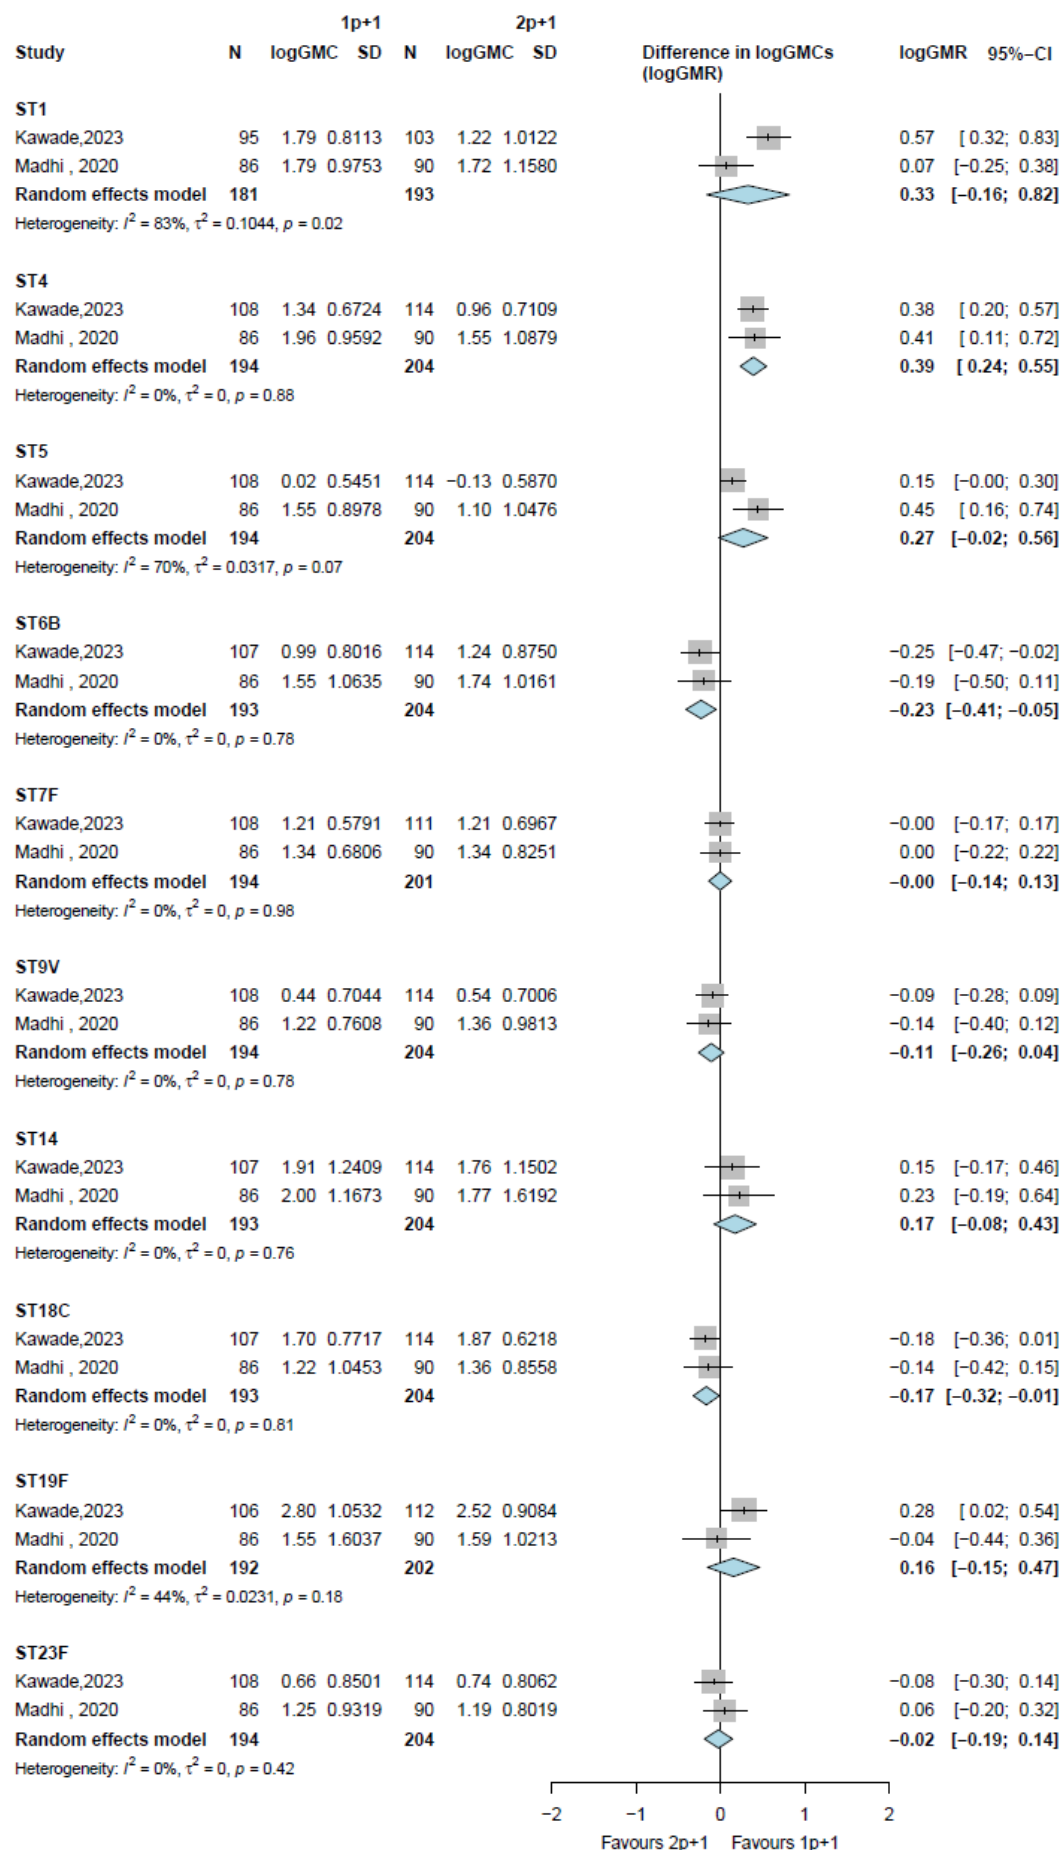 1p+1 2p+1
Study N logGMC SD N logGMC SD Difference in logGMCs logGMR 95%−CI
(logGMR)
ST1
Kawade,2023 95 1.79 0.8113 103 1.22 1.0122 0.57 [ 0.32; 0.83]
Madhi , 2020 86 1.79 0.9753 90 1.72 1.1580 0.07 [−0.25; 0.38]
Random effects model 181 193 0.33 [−0.16; 0.82]
Heterogeneity: I² = 83%, τ² = 0.1044, p = 0.02
ST4
Kawade,2023 108 1.34 0.6724 114 0.96 0.7109 0.38 [ 0.20; 0.57]
Madhi , 2020 86 1.96 0.9592 90 1.55 1.0879 0.41 [ 0.11; 0.72]
Random effects model 194 204 0.39 [ 0.24; 0.55]
Heterogeneity: I² = 0%, τ² = 0, p = 0.88
ST5
Kawade,2023 108 0.02 0.5451 114 −0.13 0.5870 0.15 [−0.00; 0.30]
Madhi , 2020 86 1.55 0.8978 90 1.10 1.0476 0.45 [ 0.16; 0.74]
Random effects model 194 204 0.27 [−0.02; 0.56]
Heterogeneity: I² = 70%, τ² = 0.0317, p = 0.07
ST6B
Kawade,2023 107 0.99 0.8016 114 1.24 0.8750 −0.25 [−0.47; −0.02]
Madhi , 2020 86 1.55 1.0635 90 1.74 1.0161 −0.19 [−0.50; 0.11]
Random effects model 193 204 −0.23 [−0.41; −0.05]
Heterogeneity: I² = 0%, τ² = 0, p = 0.78
ST7F
Kawade,2023 108 1.21 0.5791 111 1.21 0.6967 −0.00 [−0.17; 0.17]
Madhi , 2020 86 1.34 0.6806 90 1.34 0.8251 0.00 [−0.22; 0.22]
Random effects model 194 201 −0.00 [−0.14; 0.13]
Heterogeneity: I² = 0%, τ² = 0, p = 0.98
ST9V
Kawade,2023 108 0.44 0.7044 114 0.54 0.7006 −0.09 [−0.28; 0.09]
Madhi , 2020 86 1.22 0.7608 90 1.36 0.9813 −0.14 [−0.40; 0.12]
Random effects model 194 204 −0.11 [−0.26; 0.04]
Heterogeneity: I² = 0%, τ² = 0, p = 0.78
ST14
Kawade,2023 107 1.91 1.2409 114 1.76 1.1502 0.15 [−0.17; 0.46]
Madhi , 2020 86 2.00 1.1673 90 1.77 1.6192 0.23 [−0.19; 0.64]
Random effects model 193 204 0.17 [−0.08; 0.43]
Heterogeneity: I² = 0%, τ² = 0, p = 0.76
ST18C
Kawade,2023 107 1.70 0.7717 114 1.87 0.6218 −0.18 [−0.36; 0.01]
Madhi , 2020 86 1.22 1.0453 90 1.36 0.8558 −0.14 [−0.42; 0.15]
Random effects model 193 204 −0.17 [−0.32; −0.01]
Heterogeneity: I² = 0%, τ² = 0, p = 0.81
ST19F
Kawade,2023 106 2.80 1.0532 112 2.52 0.9084 0.28 [ 0.02; 0.54]
Madhi , 2020 86 1.55 1.6037 90 1.59 1.0213 −0.04 [−0.44; 0.36]
Random effects model 192 202 0.16 [−0.15; 0.47]
Heterogeneity: I² = 44%, τ² = 0.0231, p = 0.18
ST23F
Kawade,2023 108 0.66 0.8501 114 0.74 0.8062 −0.08 [−0.30; 0.14]
Madhi , 2020 86 1.25 0.9319 90 1.19 0.8019 0.06 [−0.20; 0.32]
Random effects model 194 204 −0.02 [−0.19; 0.14]
Heterogeneity: I² = 0%, τ² = 0, p = 0.42
−2 −1 0 1 2
Favours 2p+1 Favours 1p+1